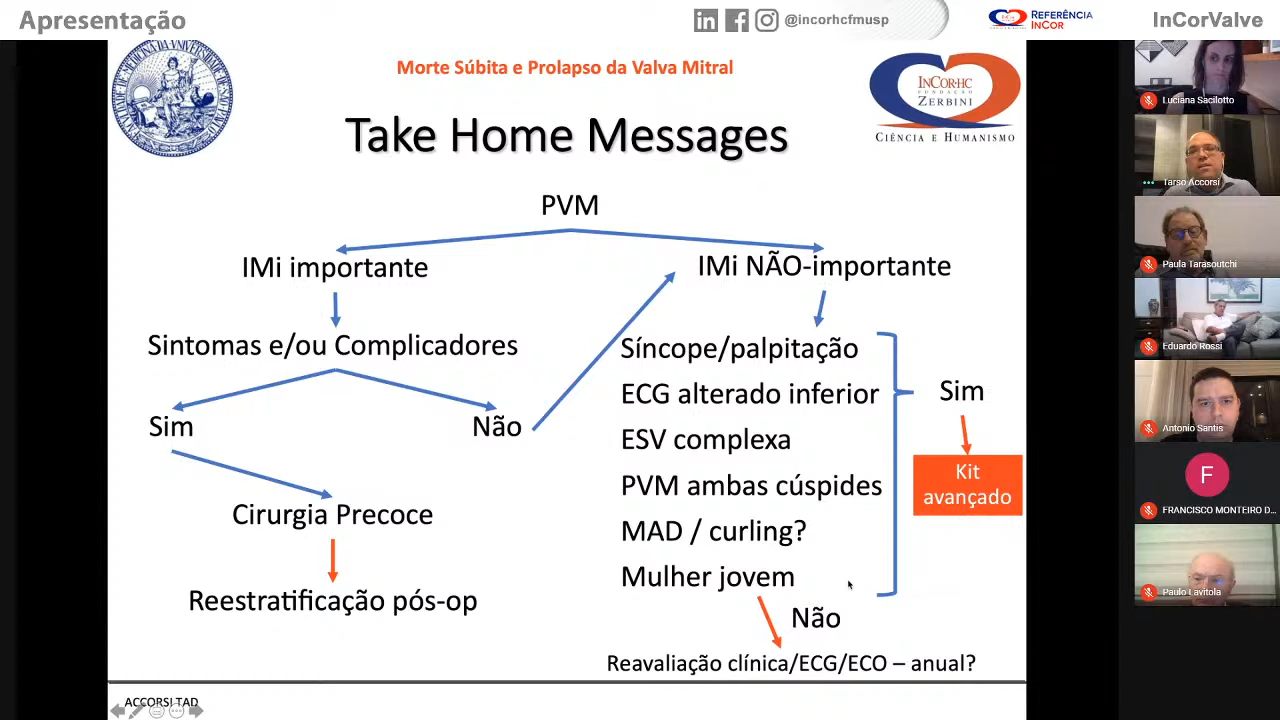 Apresentação
@incorhcfmusp
REFERÊNCIA
INCOR
InCorValve
Morte Súbita e Prolapso da Valva Mitral
INCOR·HC
FUNDAÇÃO
ZERBINI
CIÊNCIA E HUMANISMO
Take Home Messages
PVM
IMi importante
IMi NÃO-importante
Sintomas e/ou Complicadores
Sim
Não
Cirurgia Precoce
Reestratificação pós-op
Síncope/palpitação
ECG alterado inferior
ESV complexa
PVM ambas cúspides
MAD / curling?
Mulher jovem
Sim
Kit
avançado
Não
Reavaliação clínica/ECG/ECO – anual?
ACCORSI TAD
Luciana Sacilotto
Tarso Accorsi
Paula Tarasoutchi
Eduardo Rossi
Antonio Santis
F
FRANCISCO MONTEIRO D...
Paulo Lavitola